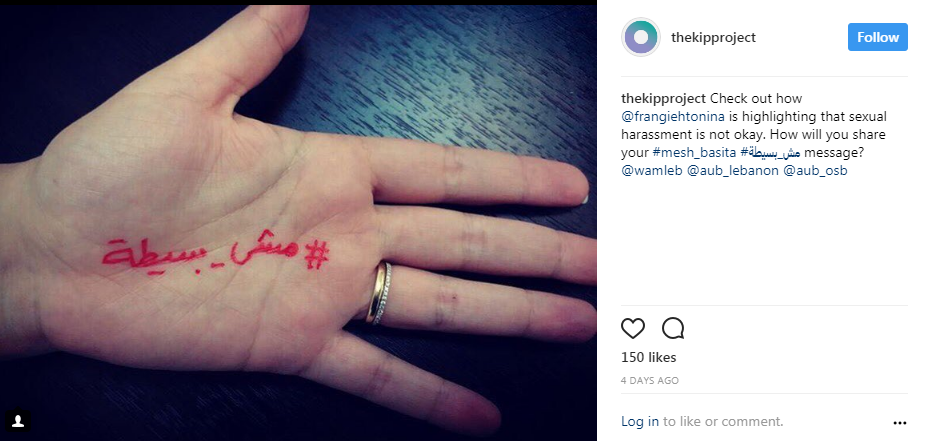 #مش_بسيطة
thekipproject
Follow
thekipproject Check out how
@frangiehtonina is highlighting that sexual
harassment is not okay. How will you share
your #mesh_basita #مش_بسيطة message?
@wamleb @aub_lebanon @aub_osb
150 likes
4 DAYS AGO
Log in to like or comment.